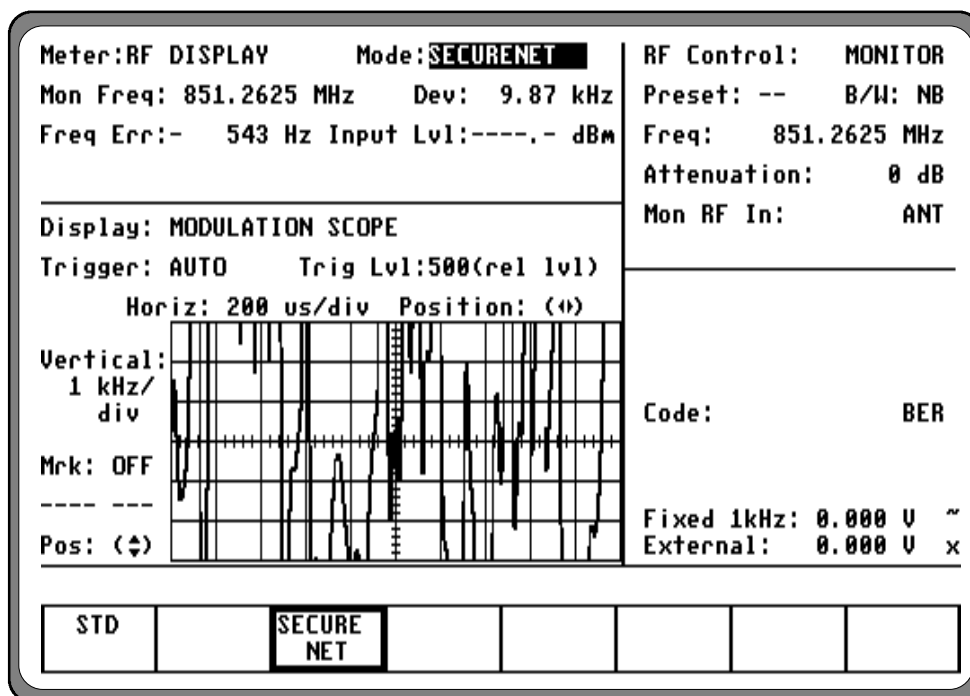 Meter:RF DISPLAY Mode:SECURENET
Mon Freq: 851.2625 MHz Dev: 9.87 kHz
Freq Err:- 543 Hz Input Lvl:----.- dBm
Display: MODULATION SCOPE
Trigger: AUTO Trig Lvl:500(rel lvl)
Horiz: 200 us/div Position: (◂▸)
Vertical:
1 kHz/
div
Mrk: OFF
---- ---
Pos: (♦)
RF Control: MONITOR
Preset: -- B/W: NB
Freq: 851.2625 MHz
Attenuation: 0 dB
Mon RF In: ANT
Code: BER
Fixed 1kHz: 0.000 V ~
External: 0.000 V x
STD
SECURE
NET